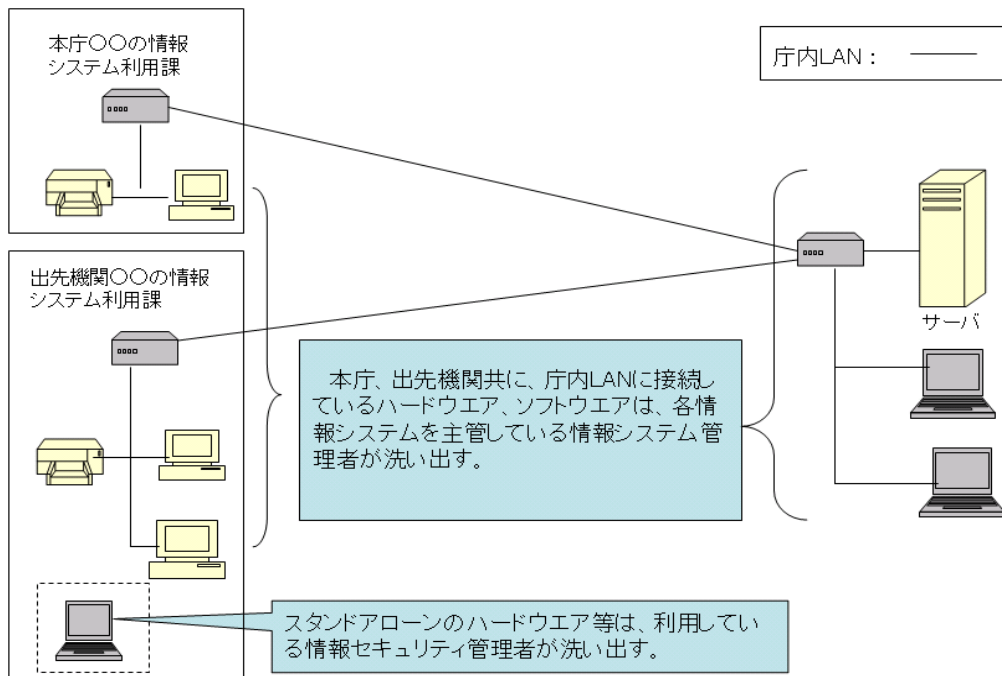 本庁○○の情報
システム利用課
庁内LAN：
出先機関○○の情報
システム利用課
サーバ
本庁、出先機関共に、庁内LANに接続し
ているハードウエア、ソフトウエアは、各情
報システムを主管している情報システム管
理者が洗い出す。
スタンドアローンのハードウエア等は、利用してい
る情報セキュリティ管理者が洗い出す。